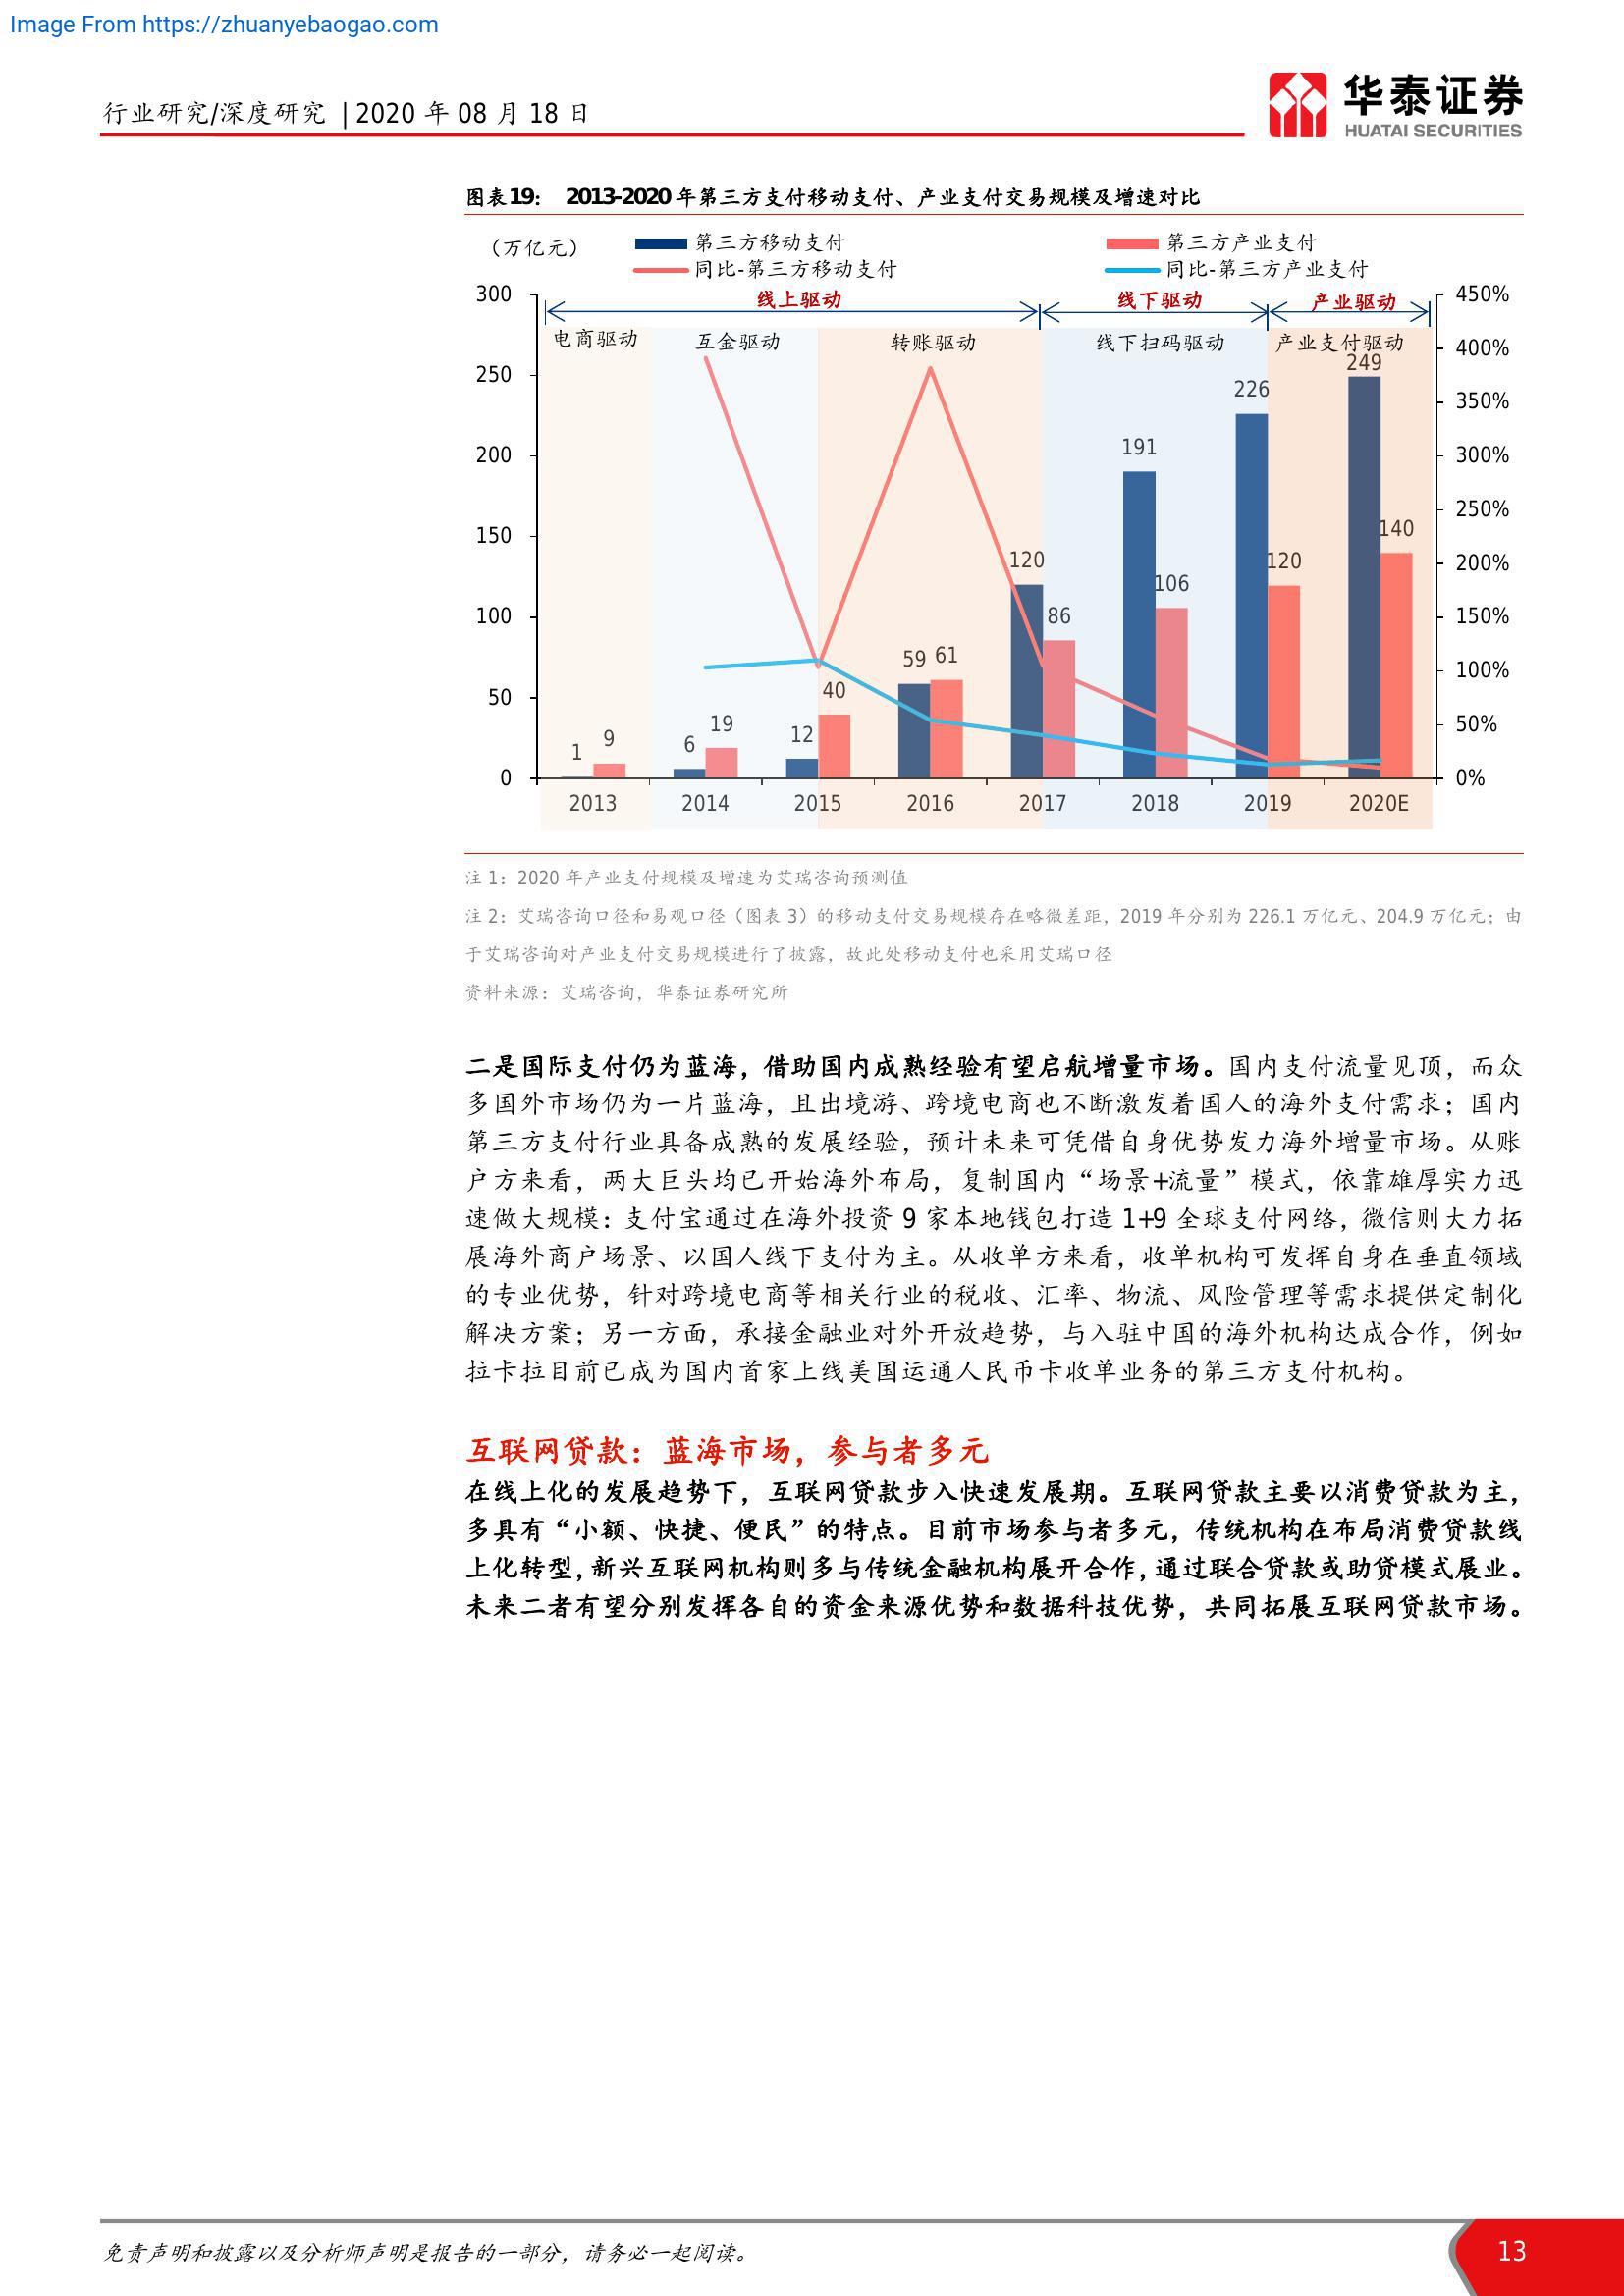 Image From https://zhuanyebaogao.com
行业研究/深度研究 | 2020 年 08 月 18 日
华泰证券
HUATAI SECURITIES
图表19： 2013-2020 年第三方支付移动支付、产业支付交易规模及增速对比
（万亿元）
第三方移动支付 第三方产业支付
同比-第三方移动支付 同比-第三方产业支付
线上驱动 线下驱动 产业驱动
电商驱动 互金驱动 转账驱动 线下扫码驱动 产业支付驱动
300
250
200
150
100
50
0
450%
400%
350%
300%
250%
200%
150%
100%
50%
0%
1 9
6 19
12 40
59 61
120 86
191 106
226 120
249 140
2013 2014 2015 2016 2017 2018 2019 2020E
注 1：2020 年产业支付规模及增速为艾瑞咨询预测值
注 2：艾瑞咨询口径和易观口径（图表 3）的移动支付交易规模存在略微差距，2019 年分别为 226.1 万亿元、204.9 万亿元；由
于艾瑞咨询对产业支付交易规模进行了披露，故此处移动支付也采用艾瑞口径
资料来源：艾瑞咨询，华泰证券研究所
二是国际支付仍为蓝海，借助国内成熟经验有望启航增量市场。国内支付流量见顶，而众
多国外市场仍为一片蓝海，且出境游、跨境电商也不断激发着国人的海外支付需求；国内
第三方支付行业具备成熟的发展经验，预计未来可凭借自身优势发力海外增量市场。从账
户方来看，两大巨头均已开始海外布局，复制国内“场景+流量”模式，依靠雄厚实力迅
速做大规模：支付宝通过在海外投资 9 家本地钱包打造 1+9 全球支付网络，微信则大力拓
展海外商户场景、以国人线下支付为主。从收单方来看，收单机构可发挥自身在垂直领域
的专业优势，针对跨境电商等相关行业的税收、汇率、物流、风险管理等需求提供定制化
解决方案；另一方面，承接金融业对外开放趋势，与入驻中国的海外机构达成合作，例如
拉卡拉目前已成为国内首家上线美国运通人民币卡收单业务的第三方支付机构。
互联网贷款：蓝海市场，参与者多元
在线上化的发展趋势下，互联网贷款步入快速发展期。互联网贷款主要以消费贷款为主，
多具有“小额、快捷、便民”的特点。目前市场参与者多元，传统机构在布局消费贷款线
上化转型，新兴互联网机构则多与传统金融机构展开合作，通过联合贷款或助贷模式展业。
未来二者有望分别发挥各自的资金来源优势和数据科技优势，共同拓展互联网贷款市场。
免责声明和披露以及分析师声明是报告的一部分，请务必一起阅读。
13